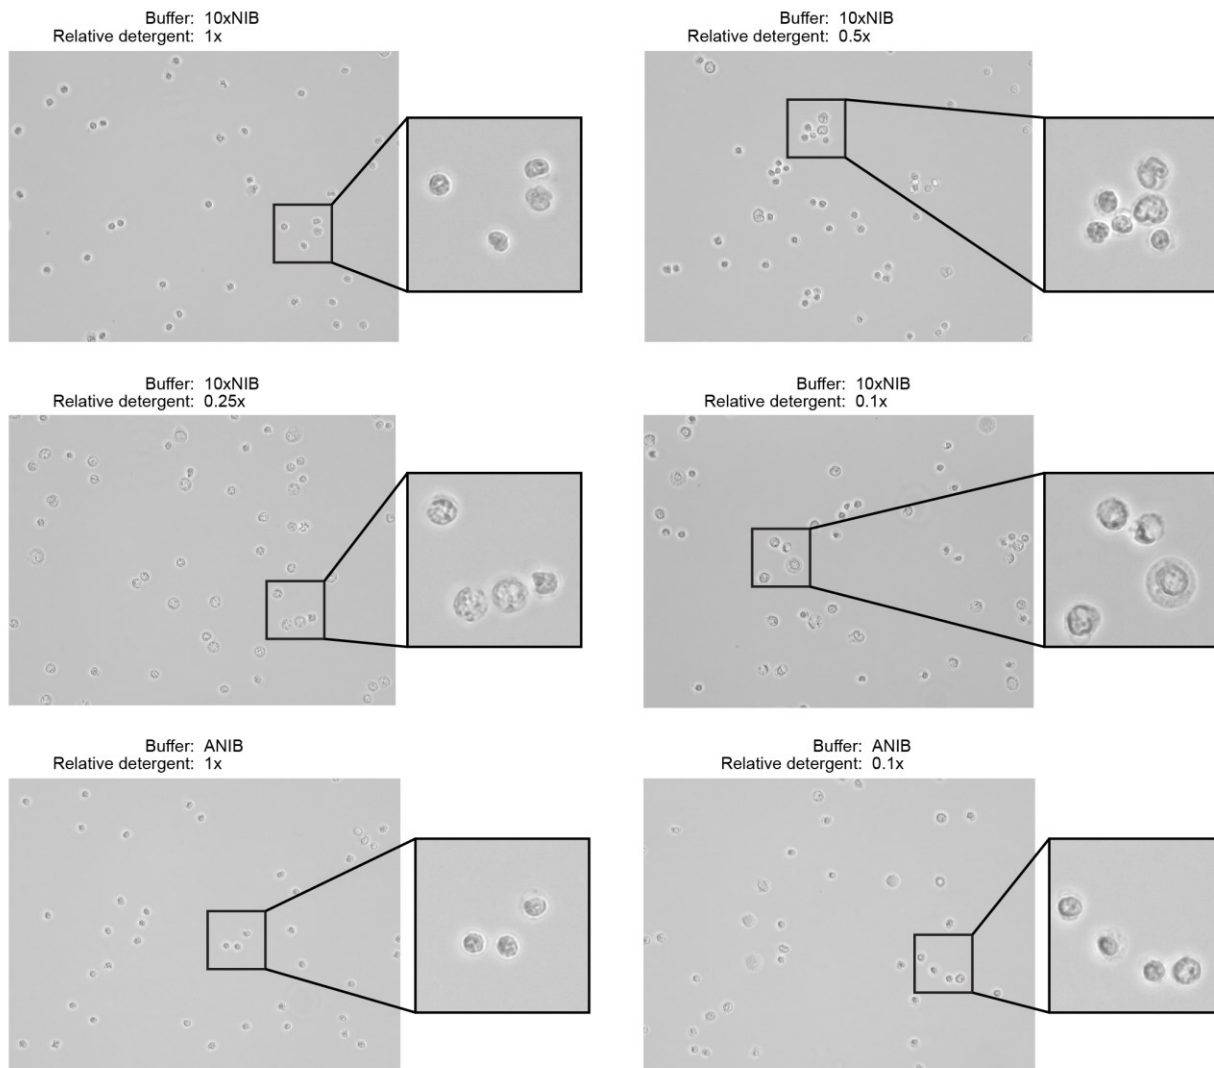 Buffer: 10xNIB
Relative detergent: 1x
Buffer: 10xNIB
Relative detergent: 0.5x
Buffer: 10xNIB
Relative detergent: 0.25x
Buffer: 10xNIB
Relative detergent: 0.1x
Buffer: ANIB
Relative detergent: 1x
Buffer: ANIB
Relative detergent: 0.1x